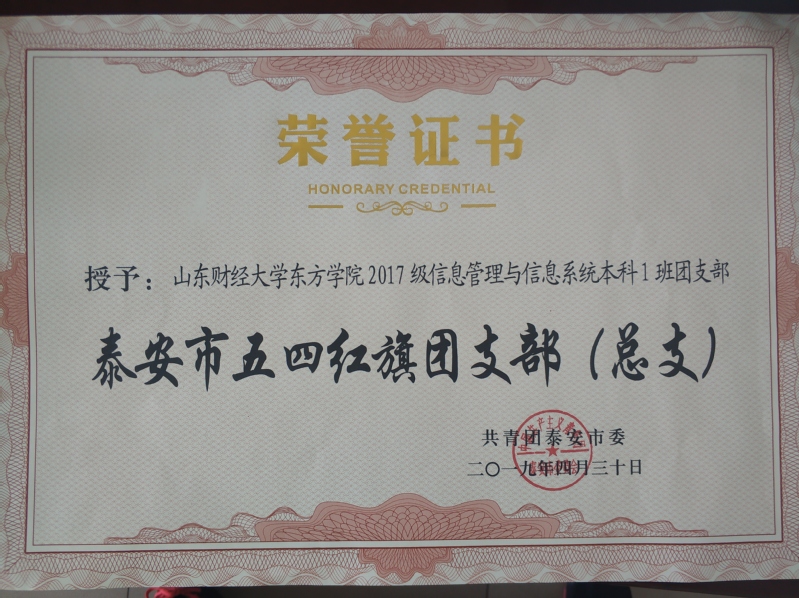 荣誉证书
HONORARY CREDENTIAL
授予：山东财经大学东方学院2017级信息管理与信息系统本科1班团支部
泰安市五四红旗团支部（总支）
共青团泰安市委
二〇一九年四月三十日